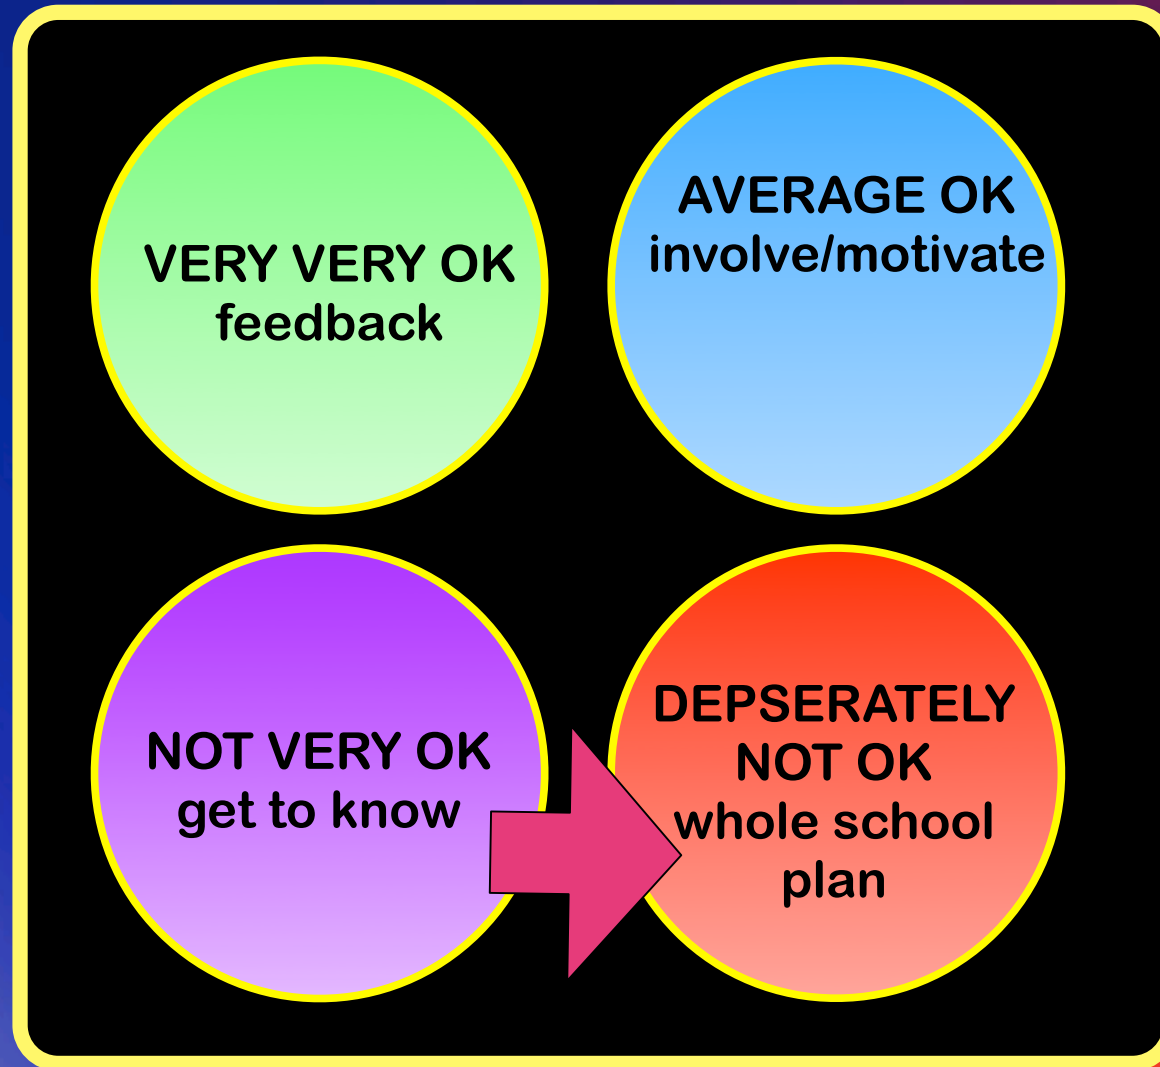 VERY VERY OK
feedback
AVERAGE OK
involve/motivate
NOT VERY OK
get to know
DEPSERATELY
NOT OK
whole school
plan